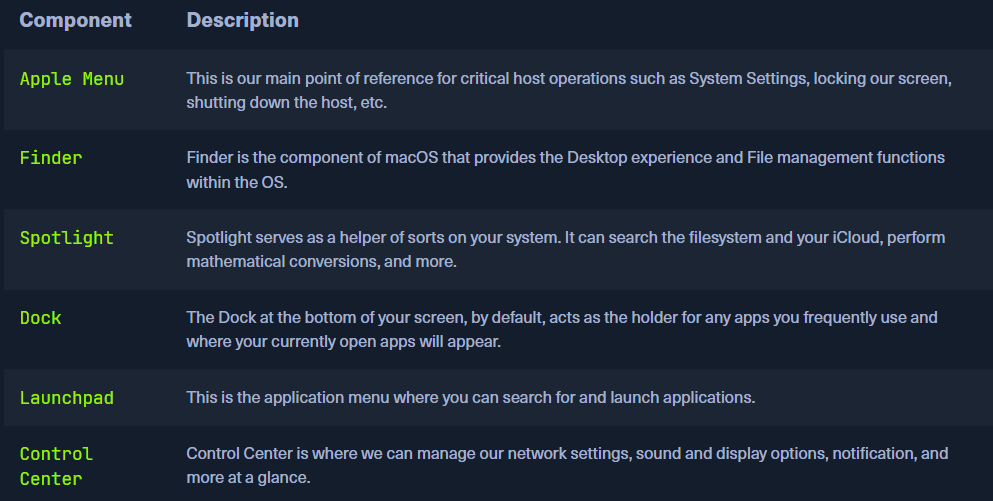 Component Description
Apple Menu This is our main point of reference for critical host operations such as System Settings, locking our screen,
shutting down the host, etc.
Finder Finder is the component of macOS that provides the Desktop experience and File management functions
within the OS.
Spotlight Spotlight serves as a helper of sorts on your system. It can search the filesystem and your iCloud, perform
mathematical conversions, and more.
Dock The Dock at the bottom of your screen, by default, acts as the holder for any apps you frequently use and
where your currently open apps will appear.
Launchpad This is the application menu where you can search for and launch applications.
Control Control Center is where we can manage our network settings, sound and display options, notification, and
Center more at a glance.